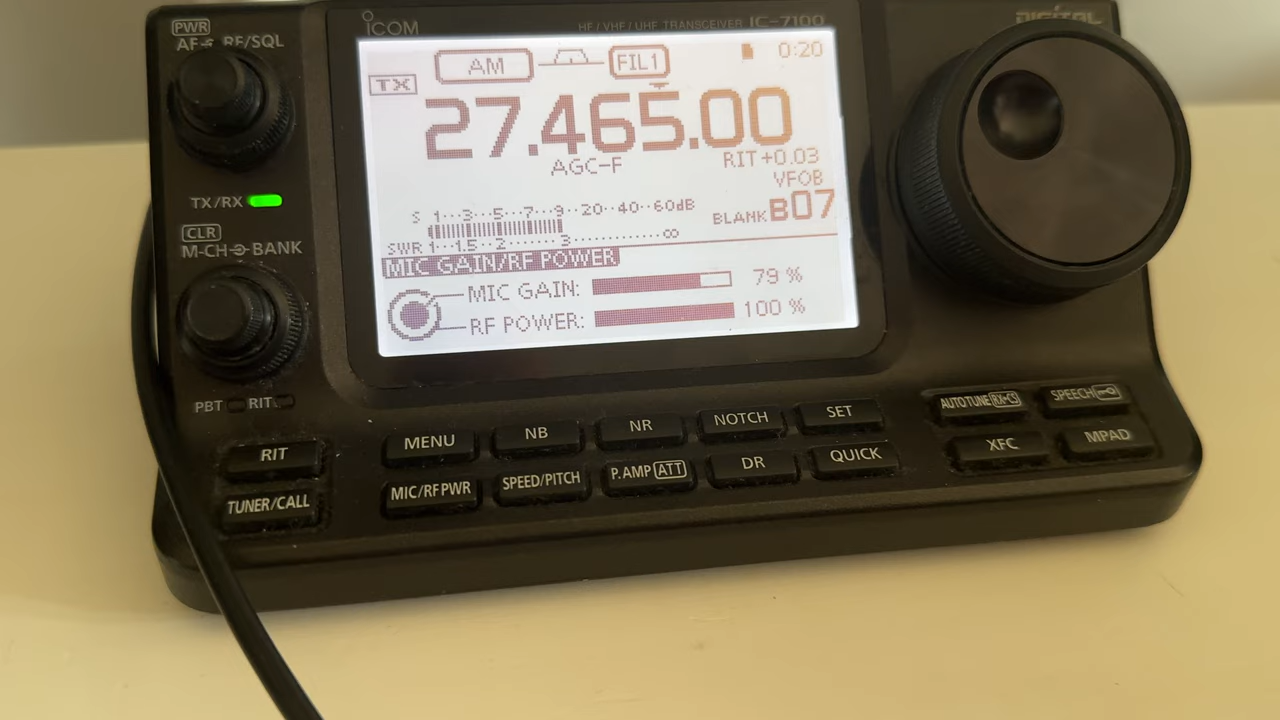 ICOM
HF / VHF / UHF TRANSCEIVER IC-7100
DIGITAL
PWR
AF RF/SQL
TX/RX
CLR
M-CH BANK
PBT RIT
AM FIL1 0:20
TX
27.465.00
AGC-F RIT +0.03
VFOB
BLANK B07
S 1···3···5···7···9··20··40··60dB
SWR 1···1.5··2·······3············∞
MIC GAIN/RF POWER
MIC GAIN: 79 %
RF POWER: 100 %
RIT MENU NB NR NOTCH SET AUTO TUNE RX-CS SPEECH
TUNER/CALL MIC/RF PWR SPEED/PITCH P.AMP ATT DR QUICK XFC MPAD